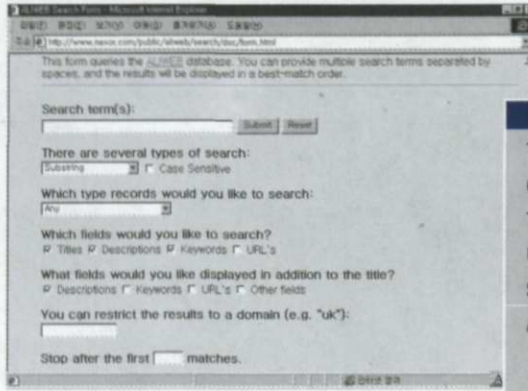 ALIWEB Search Form - Microsoft Internet Explorer
http://www.nexor.com/public/aliweb/search/doc/form.html
This form queries the ALIWEB database. You can provide multiple search terms separated by
spaces, and the results will be displayed in a best-match order.
Search term(s):
Submit Reset
There are several types of search:
Substring Case Sensitive
Which type records would you like to search:
Any
Which fields would you like to search?
Titles Descriptions Keywords URL's
What fields would you like displayed in addition to the title?
Descriptions Keywords URL's Other fields
You can restrict the results to a domain (e.g. "uk"):
Stop after the first matches.